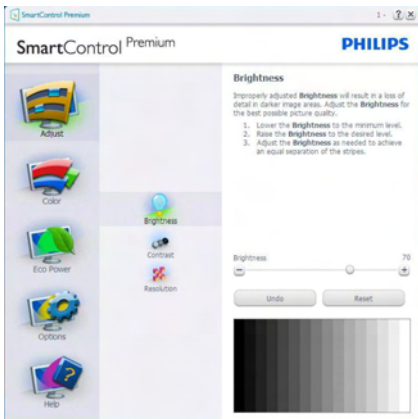 SmartControl Premium
1 - ? X
SmartControl Premium
PHILIPS
Adjust
Color
Eco Power
Options
Help
Brightness
Contrast
Resolution
Brightness
Improperly adjusted Brightness will result in a loss of
detail in darker image areas. Adjust the Brightness for
the best possible picture quality.
1. Lower the Brightness to the minimum level.
2. Raise the Brightness to the desired level.
3. Adjust the Brightness as needed to achieve
an equal separation of the stripes.
Brightness 70
Undo Reset